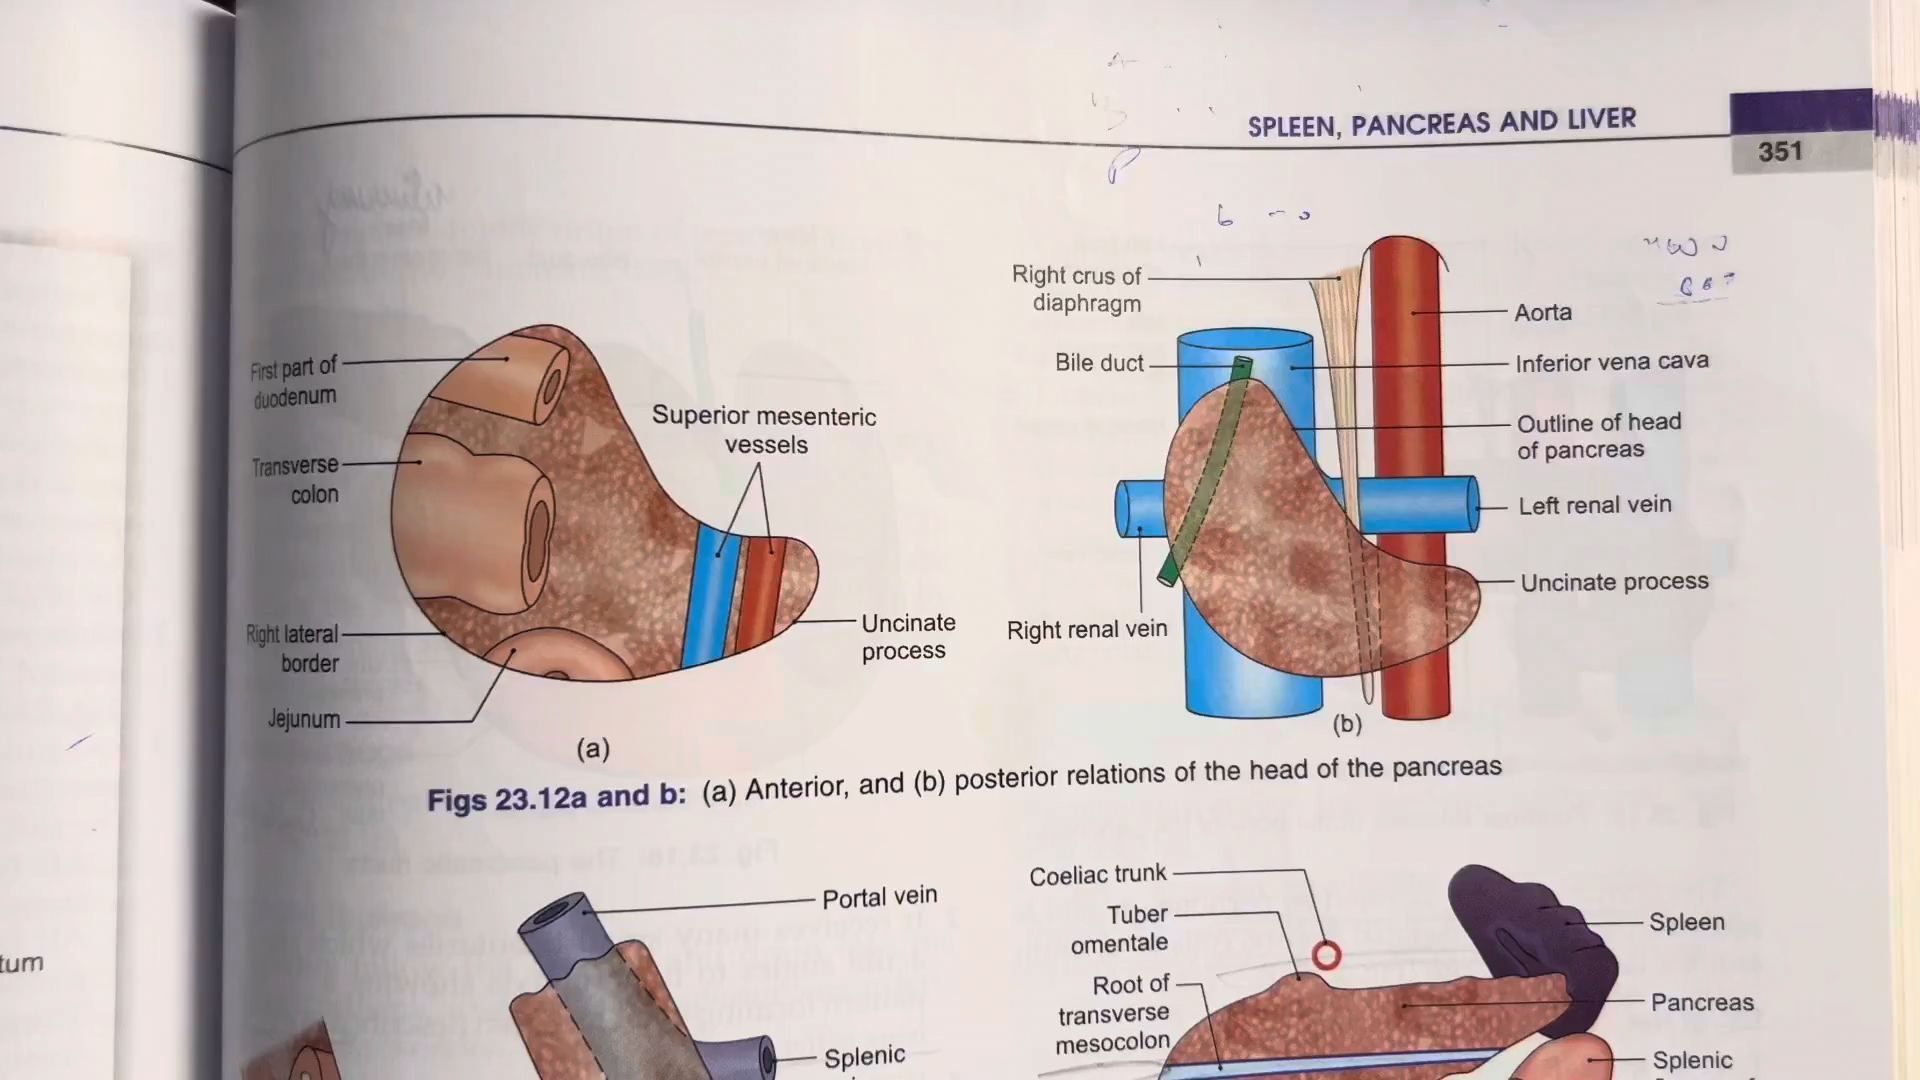 SPLEEN, PANCREAS AND LIVER
351
First part of
duodenum
Transverse
colon
Right lateral
border
Jejunum
Superior mesenteric
vessels
Uncinate
process
(a)
Right crus of
diaphragm
Bile duct
Right renal vein
Aorta
Inferior vena cava
Outline of head
of pancreas
Left renal vein
Uncinate process
(b)
Figs 23.12a and b: (a) Anterior, and (b) posterior relations of the head of the pancreas
Portal vein
Splenic
Coeliac trunk
Tuber
omentale
Root of
transverse
mesocolon
Spleen
Pancreas
Splenic
tum